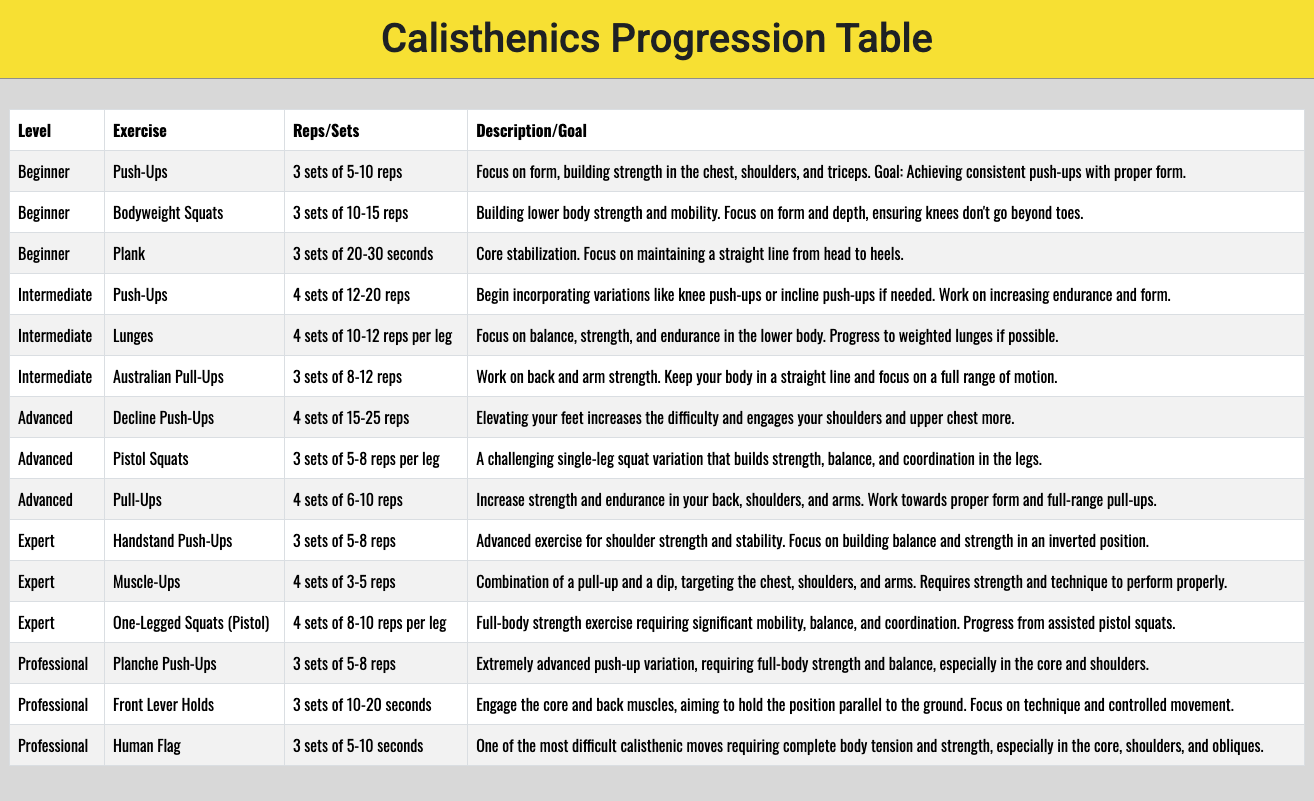 Calisthenics Progression Table
Level Exercise Reps/Sets Description/Goal
Beginner Push-Ups 3 sets of 5-10 reps Focus on form, building strength in the chest, shoulders, and triceps. Goal: Achieving consistent push-ups with proper form.
Beginner Bodyweight Squats 3 sets of 10-15 reps Building lower body strength and mobility. Focus on form and depth, ensuring knees don't go beyond toes.
Beginner Plank 3 sets of 20-30 seconds Core stabilization. Focus on maintaining a straight line from head to heels.
Intermediate Push-Ups 4 sets of 12-20 reps Begin incorporating variations like knee push-ups or incline push-ups if needed. Work on increasing endurance and form.
Intermediate Lunges 4 sets of 10-12 reps per leg Focus on balance, strength, and endurance in the lower body. Progress to weighted lunges if possible.
Intermediate Australian Pull-Ups 3 sets of 8-12 reps Work on back and arm strength. Keep your body in a straight line and focus on a full range of motion.
Advanced Decline Push-Ups 4 sets of 15-25 reps Elevating your feet increases the difficulty and engages your shoulders and upper chest more.
Advanced Pistol Squats 3 sets of 5-8 reps per leg A challenging single-leg squat variation that builds strength, balance, and coordination in the legs.
Advanced Pull-Ups 4 sets of 6-10 reps Increase strength and endurance in your back, shoulders, and arms. Work towards proper form and full-range pull-ups.
Expert Handstand Push-Ups 3 sets of 5-8 reps Advanced exercise for shoulder strength and stability. Focus on building balance and strength in an inverted position.
Expert Muscle-Ups 4 sets of 3-5 reps Combination of a pull-up and a dip, targeting the chest, shoulders, and arms. Requires strength and technique to perform properly.
Expert One-Legged Squats (Pistol) 4 sets of 8-10 reps per leg Full-body strength exercise requiring significant mobility, balance, and coordination. Progress from assisted pistol squats.
Professional Planche Push-Ups 3 sets of 5-8 reps Extremely advanced push-up variation, requiring full-body strength and balance, especially in the core and shoulders.
Professional Front Lever Holds 3 sets of 10-20 seconds Engage the core and back muscles, aiming to hold the position parallel to the ground. Focus on technique and controlled movement.
Professional Human Flag 3 sets of 5-10 seconds One of the most difficult calisthenic moves requiring complete body tension and strength, especially in the core, shoulders, and obliques.